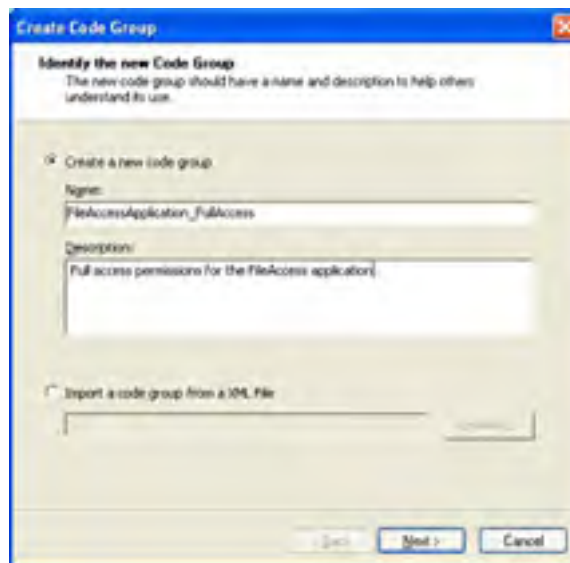 Create Code Group
Identify the new Code Group
The new code group should have a name and description to help others
understand its use.
Create a new code group
Name:
FileAccessApplication_FullAccess
Description:
Full access permissions for the FileAccess application
Import a code group from a XML File
< Back
Next >
Cancel